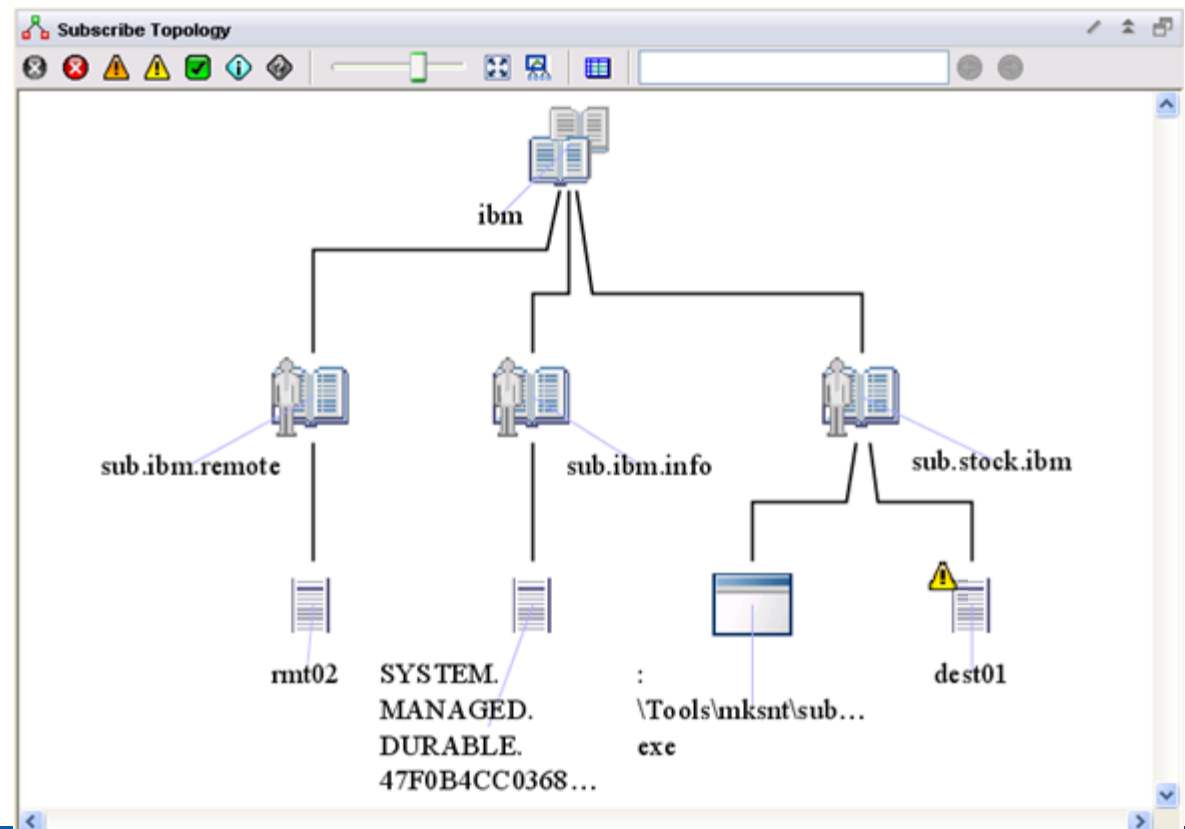 Subscribe Topology
ibm
sub.ibm.remote
sub.ibm.info
sub.stock.ibm
rmt02
SYSTEM.
MANAGED.
DURABLE.
47F0B4CC0368...
:
\Tools\mksnt\sub...
exe
dest01